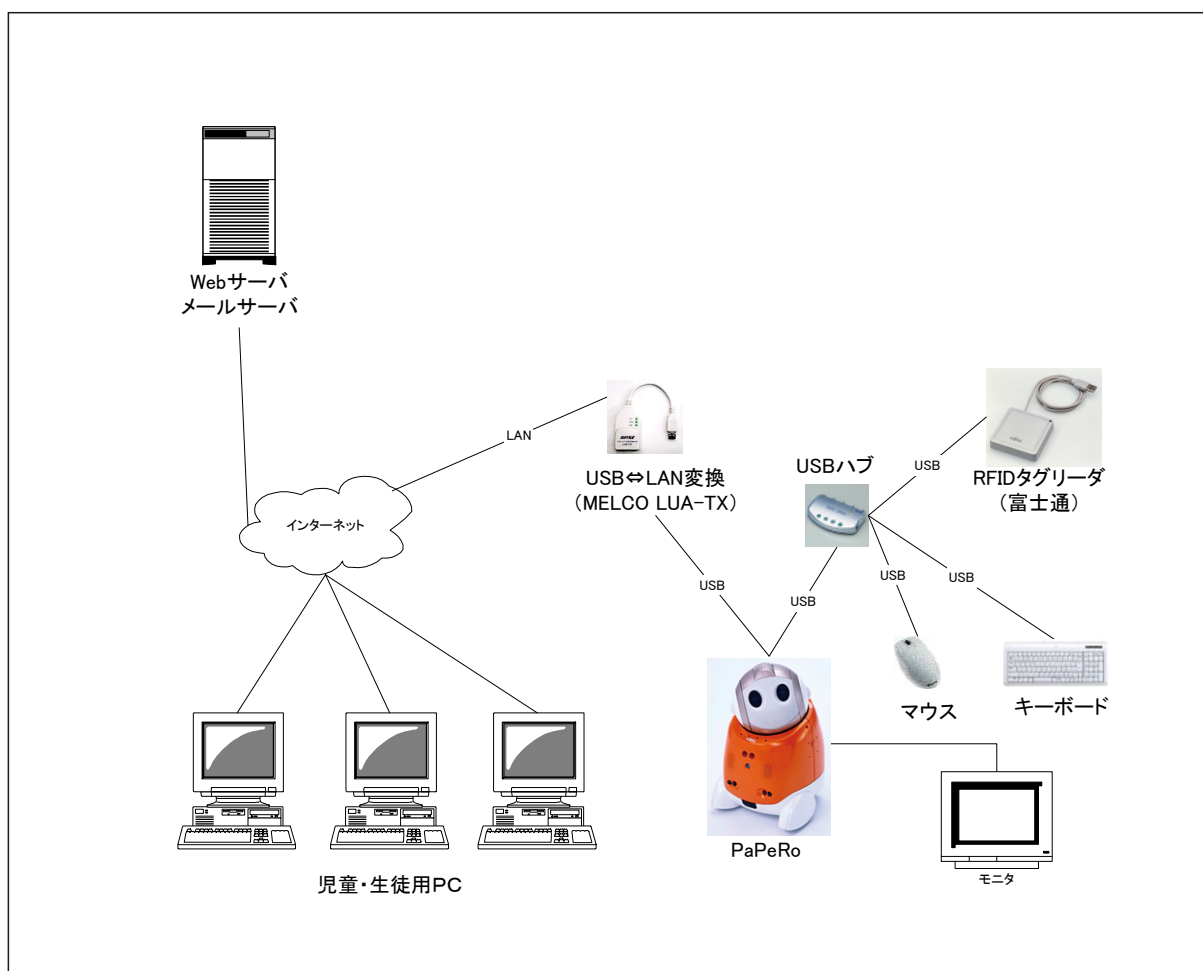 Webサーバ
メールサーバ
LAN
USB⇔LAN変換
（MELCO LUA-TX）
USBハブ
USB
RFIDタグリーダ
（富士通）
インターネット
USB
USB
USB
USB
マウス
キーボード
PaPeRo
モニタ
児童・生徒用PC